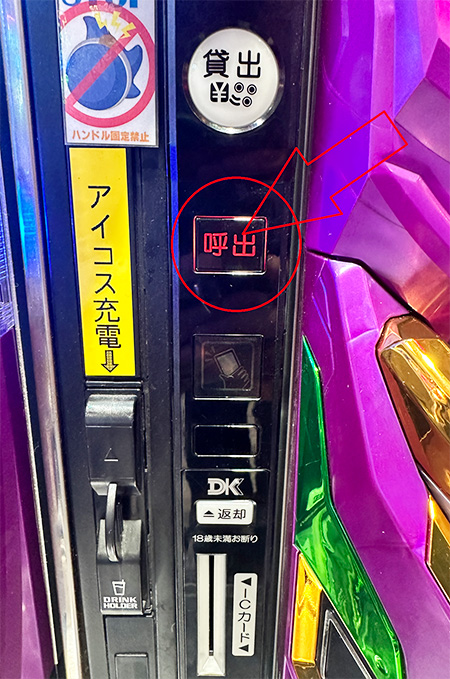 ハンドル固定禁止
貸出
¥
アイコス充電↓
呼出
DK
▲返却
18歳未満お断り
◀ICカード◀
DRINK
HOLDER